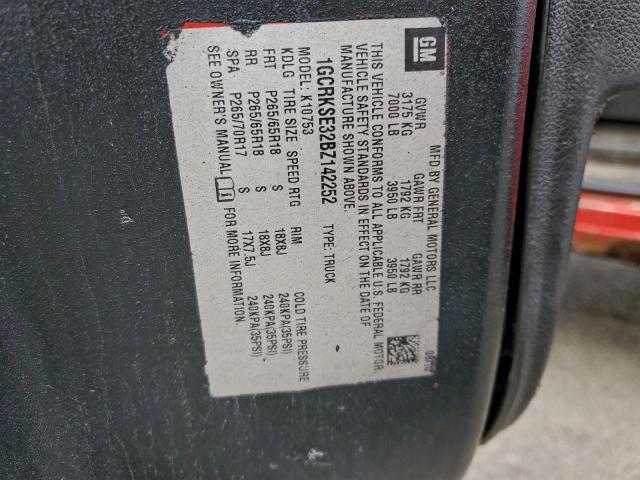 GM
MFD BY GENERAL MOTORS LLC
GVWR GAWR FRT GAWR RR
3175 KG 1792 KG 1792 KG
7000 LB 3950 LB 3950 LB
THIS VEHICLE CONFORMS TO ALL APPLICABLE U.S. FEDERAL MOTOR
VEHICLE SAFETY STANDARDS IN EFFECT ON THE DATE OF
MANUFACTURE SHOWN ABOVE.
1GCRKSE32BZ142252 TYPE: TRUCK
MODEL: X10753
KDLG TIRE SIZE SPEED RTG RIM COLD TIRE PRESSURE
FRT P265/65R18 S 18X8J 240KPA(35PSI)
RR P265/65R18 S 18X8J 240KPA(35PSI)
SPA P265/70R17 S 17X7.5J 240KPA(35PSI)
SEE OWNER'S MANUAL FOR MORE INFORMATION.